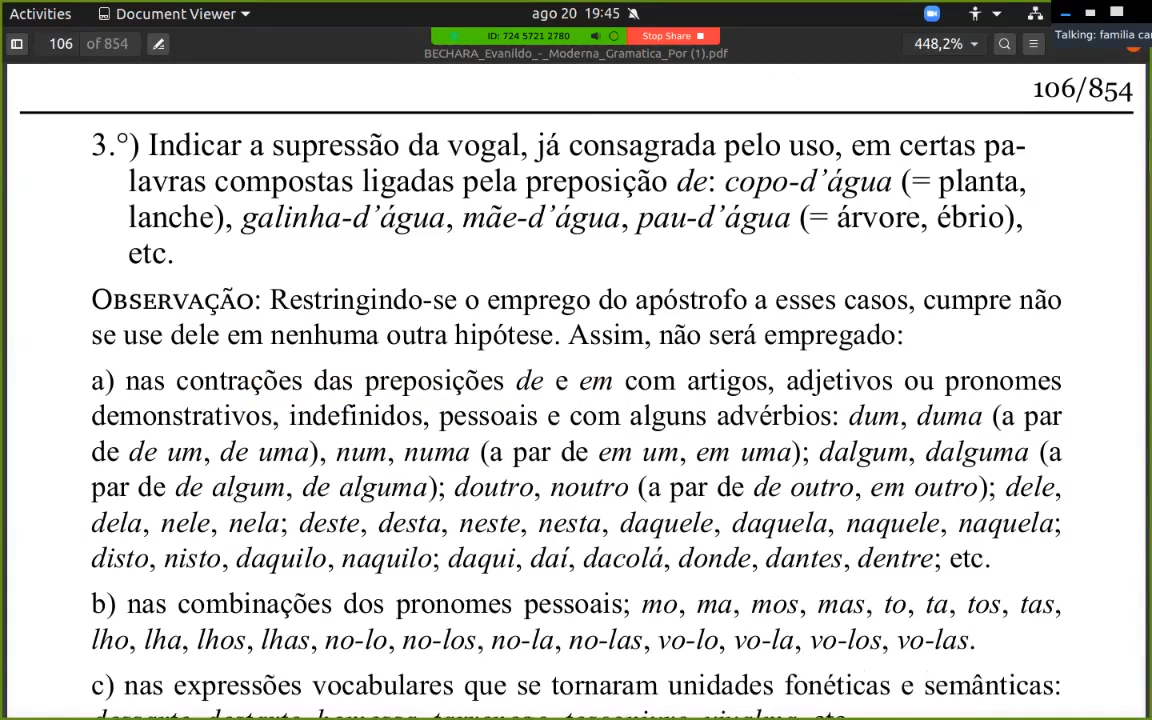 Activities Document Viewer ago 20 19:45
106 of 854 ID: 724 5721 2780 Stop Share 448,2% Talking: familia
BECHARA_Evanildo_-_Moderna_Gramatica_Por (1).pdf
106/854
3.°) Indicar a supressão da vogal, já consagrada pelo uso, em certas pa-
lavras compostas ligadas pela preposição de: copo-d’água (= planta,
lanche), galinha-d’água, mãe-d’água, pau-d’água (= árvore, ébrio),
etc.
OBSERVAÇÃO: Restringindo-se o emprego do apóstrofo a esses casos, cumpre não
se use dele em nenhuma outra hipótese. Assim, não será empregado:
a) nas contrações das preposições de e em com artigos, adjetivos ou pronomes
demonstrativos, indefinidos, pessoais e com alguns advérbios: dum, duma (a par
de de um, de uma), num, numa (a par de em um, em uma); dalgum, dalguma (a
par de de algum, de alguma); doutro, noutro (a par de de outro, em outro); dele,
dela, nele, nela; deste, desta, neste, nesta, daquele, daquela, naquele, naquela;
disto, nisto, daquilo, naquilo; daqui, daí, dacolá, donde, dantes, dentre; etc.
b) nas combinações dos pronomes pessoais; mo, ma, mos, mas, to, ta, tos, tas,
lho, lha, lhos, lhas, no-lo, no-los, no-la, no-las, vo-lo, vo-la, vo-los, vo-las.
c) nas expressões vocabulares que se tornaram unidades fonéticas e semânticas: